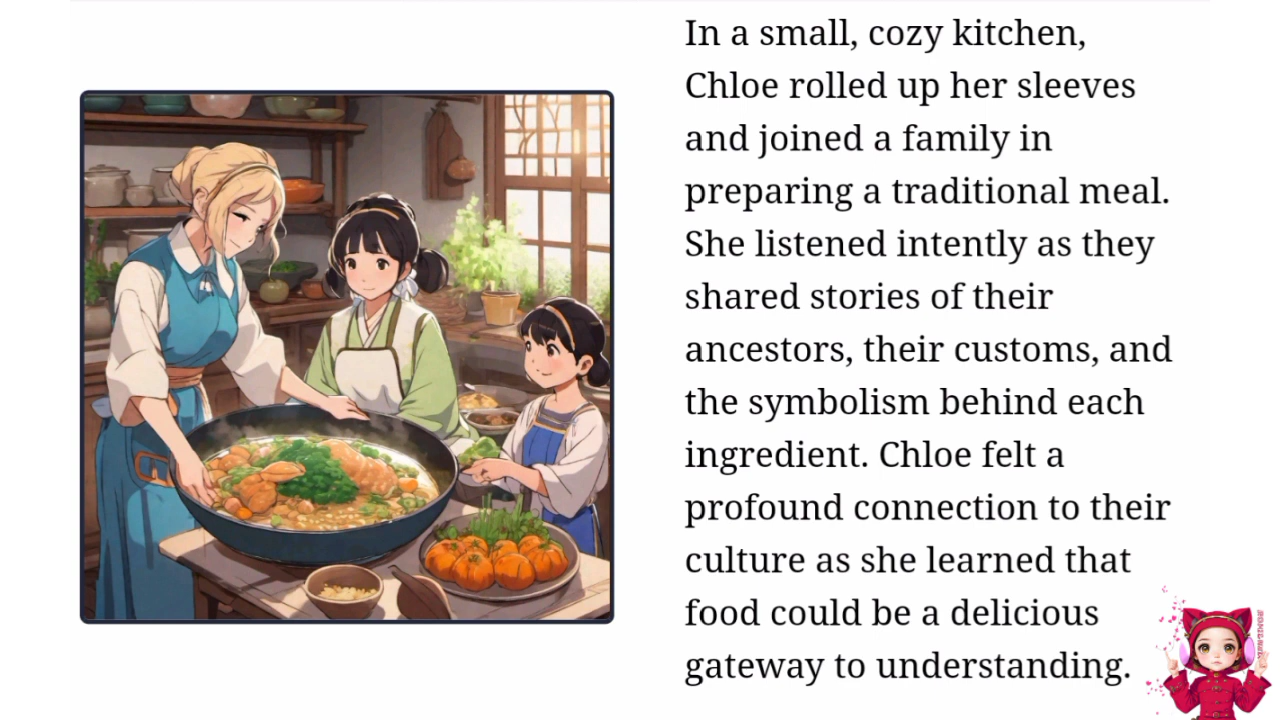 In a small, cozy kitchen,
Chloe rolled up her sleeves
and joined a family in
preparing a traditional meal.
She listened intently as they
shared stories of their
ancestors, their customs, and
the symbolism behind each
ingredient. Chloe felt a
profound connection to their
culture as she learned that
food could be a delicious
gateway to understanding.